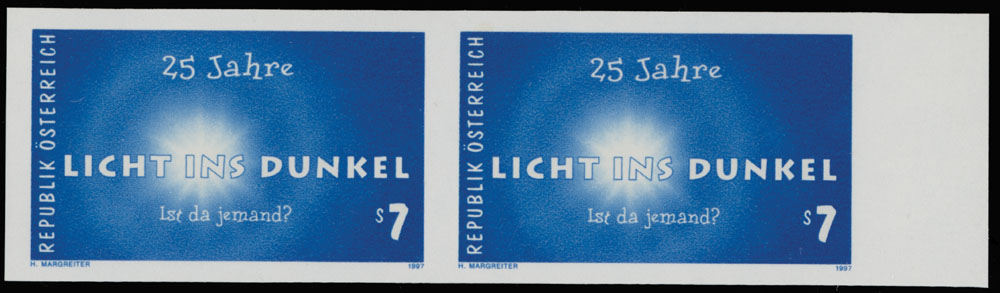 REPUBLIK ÖSTERREICH
25 Jahre
LICHT INS DUNKEL
Ist da jemand?
S 7
H. MARGREITER
1997
REPUBLIK ÖSTERREICH
25 Jahre
LICHT INS DUNKEL
Ist da jemand?
S 7
H. MARGREITER
1997